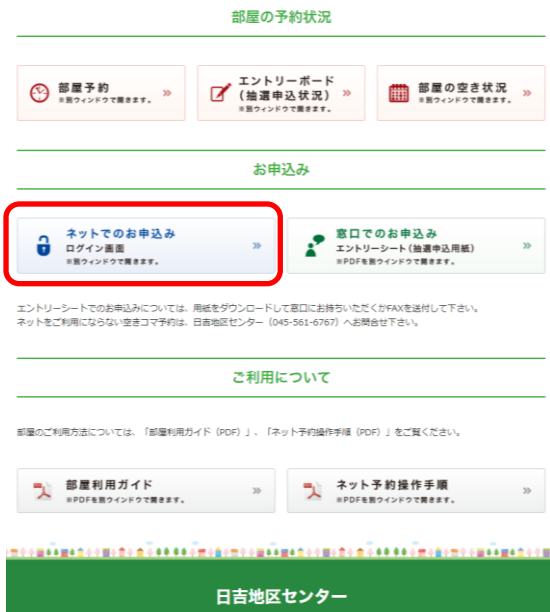 部屋の予約状況
部屋予約
※別ウィンドウで開きます。
エントリーボード
(抽選申込状況)
※別ウィンドウで開きます。
部屋の空き状況
※別ウィンドウで開きます。
お申込み
ネットでのお申込み
ログイン画面
※別ウィンドウで開きます。
窓口でのお申込み
エントリーシート(抽選申込用紙)
※PDFを別ウインドウで開きます。
エントリーシートでのお申込みについては、用紙をダウンロードして窓口にお持ちいただくかFAXを送付して下さい。
ネットをご利用にならない空きコマ予約は、日吉地区センター（045-561-6767）へお問合せ下さい。
ご利用について
部屋のご利用方法については、「部屋利用ガイド（PDF）」、「ネット予約操作手順（PDF）」をご覧ください。
部屋利用ガイド
※PDFを別ウインドウで開きます。
ネット予約操作手順
※PDFを別ウインドウで開きます。
日吉地区センター